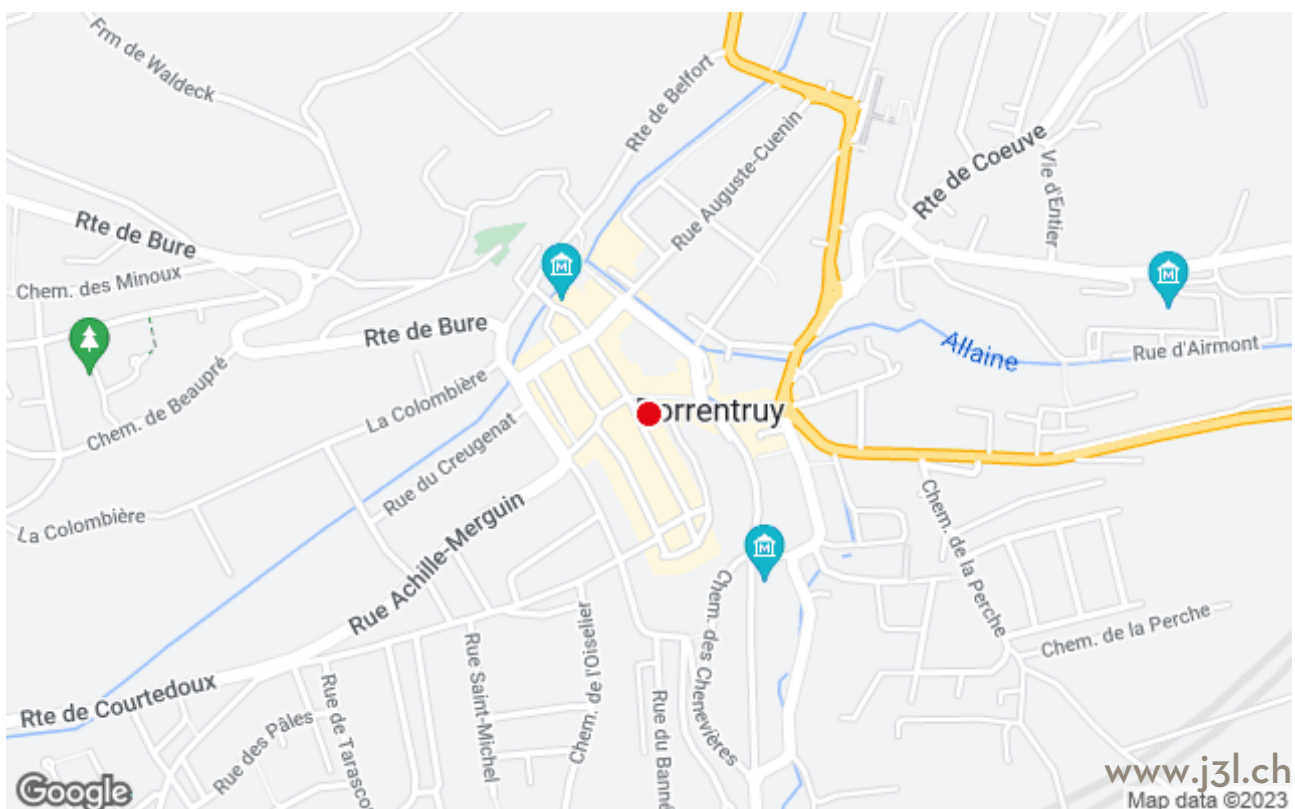 Frm de Waldeck
Rte de Belfort
Rue Auguste-Cuenin
Rte de Coeuve
Vie d'Entier
Rte de Bure
Chem. des Minoux
Rte de Bure
Allaine
Rue d'Airmont
Chem. de Beaupré
La Colombière
Porrentruy
Rue du Creugenat
La Colombière
Rue Achille-Merguin
Chem. de la Perche
Chem. de la Perche
Chem. des Chenevières
Chem. de l'Oiselier
Rue Saint-Michel
Rte de Courtedoux
Rue des Pâles
Rue de Tarasco
Rue du Banné
Google
www.j3l.ch
Map data ©2023